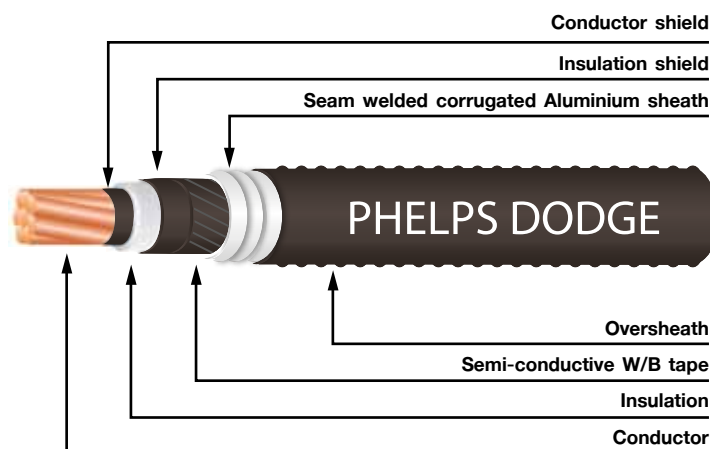 Conductor shield
Insulation shield
Seam welded corrugated Aluminium sheath
PHELPS DODGE
Oversheath
Semi-conductive W/B tape
Insulation
Conductor